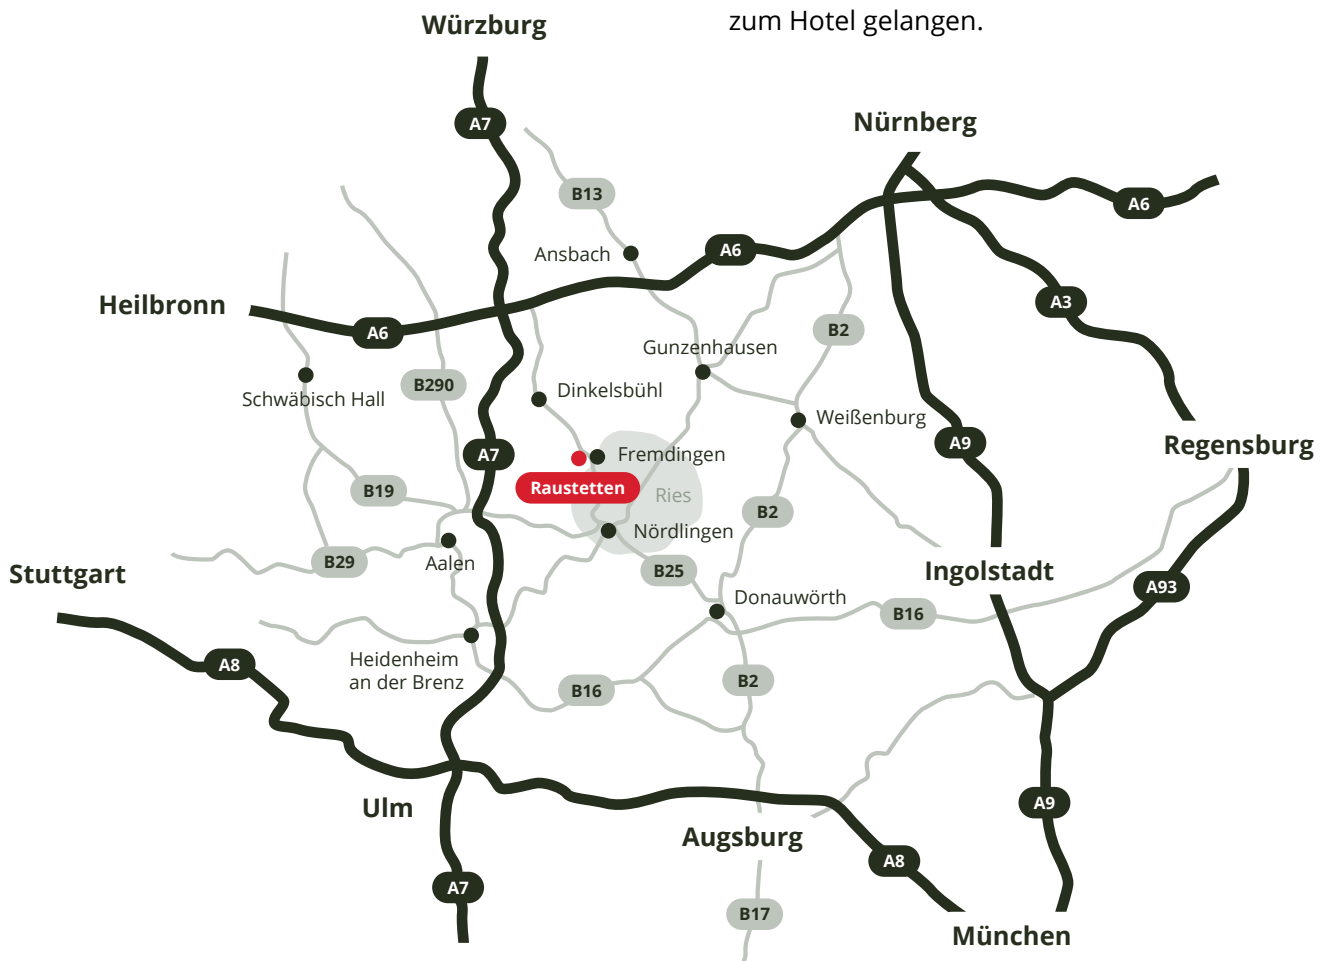 zum Hotel gelangen.
Würzburg
Nürnberg
A7
B13
A6
Ansbach
A6
Heilbronn
A3
A6
B2
Gunzenhausen
Schwäbisch Hall
B290
Dinkelsbühl
Weißenburg
A7
A9
Regensburg
Fremdingen
Raustetten
Ries
B19
B2
Nördlingen
Aalen
B29
B25
Stuttgart
Ingolstadt
A93
Donauwörth
B16
Heidenheim
an der Brenz
A8
B16
B2
Ulm
A9
Augsburg
A8
A7
B17
München